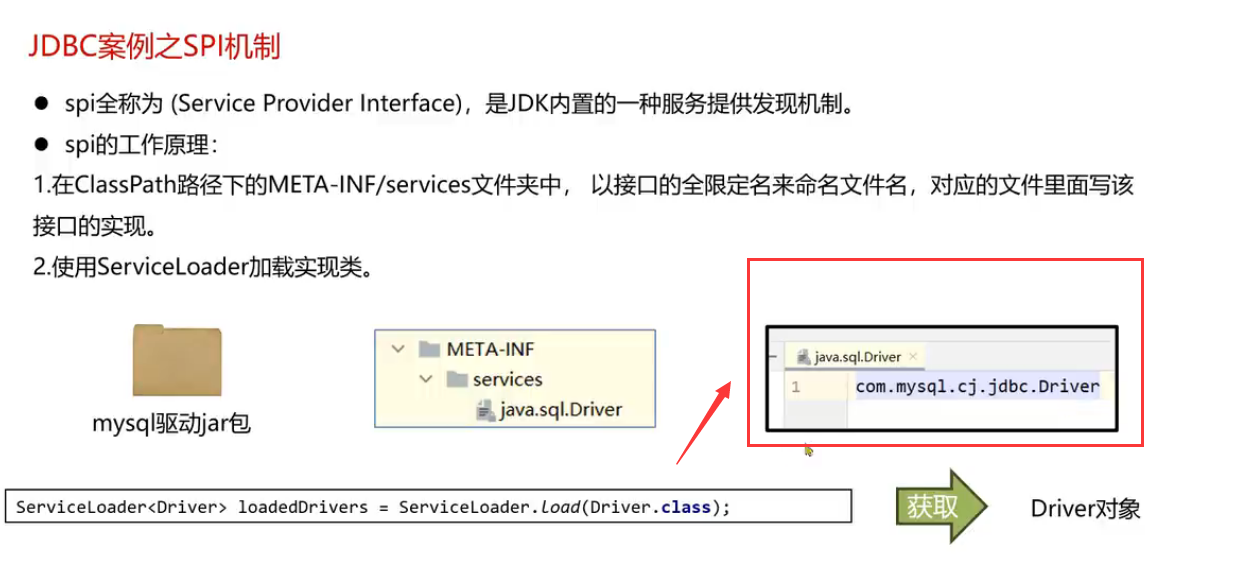 JDBC案例之SPI机制
● spi全称为 (Service Provider Interface)，是JDK内置的一种服务提供发现机制。
● spi的工作原理：
1.在ClassPath路径下的META-INF/services文件夹中， 以接口的全限定名来命名文件名，对应的文件里面写该
接口的实现。
2.使用ServiceLoader加载实现类。
mysql驱动jar包
META-INF
services
java.sql.Driver
java.sql.Driver ×
1 com.mysql.cj.jdbc.Driver
ServiceLoader<Driver> loadedDrivers = ServiceLoader.load(Driver.class);
获取
Driver对象